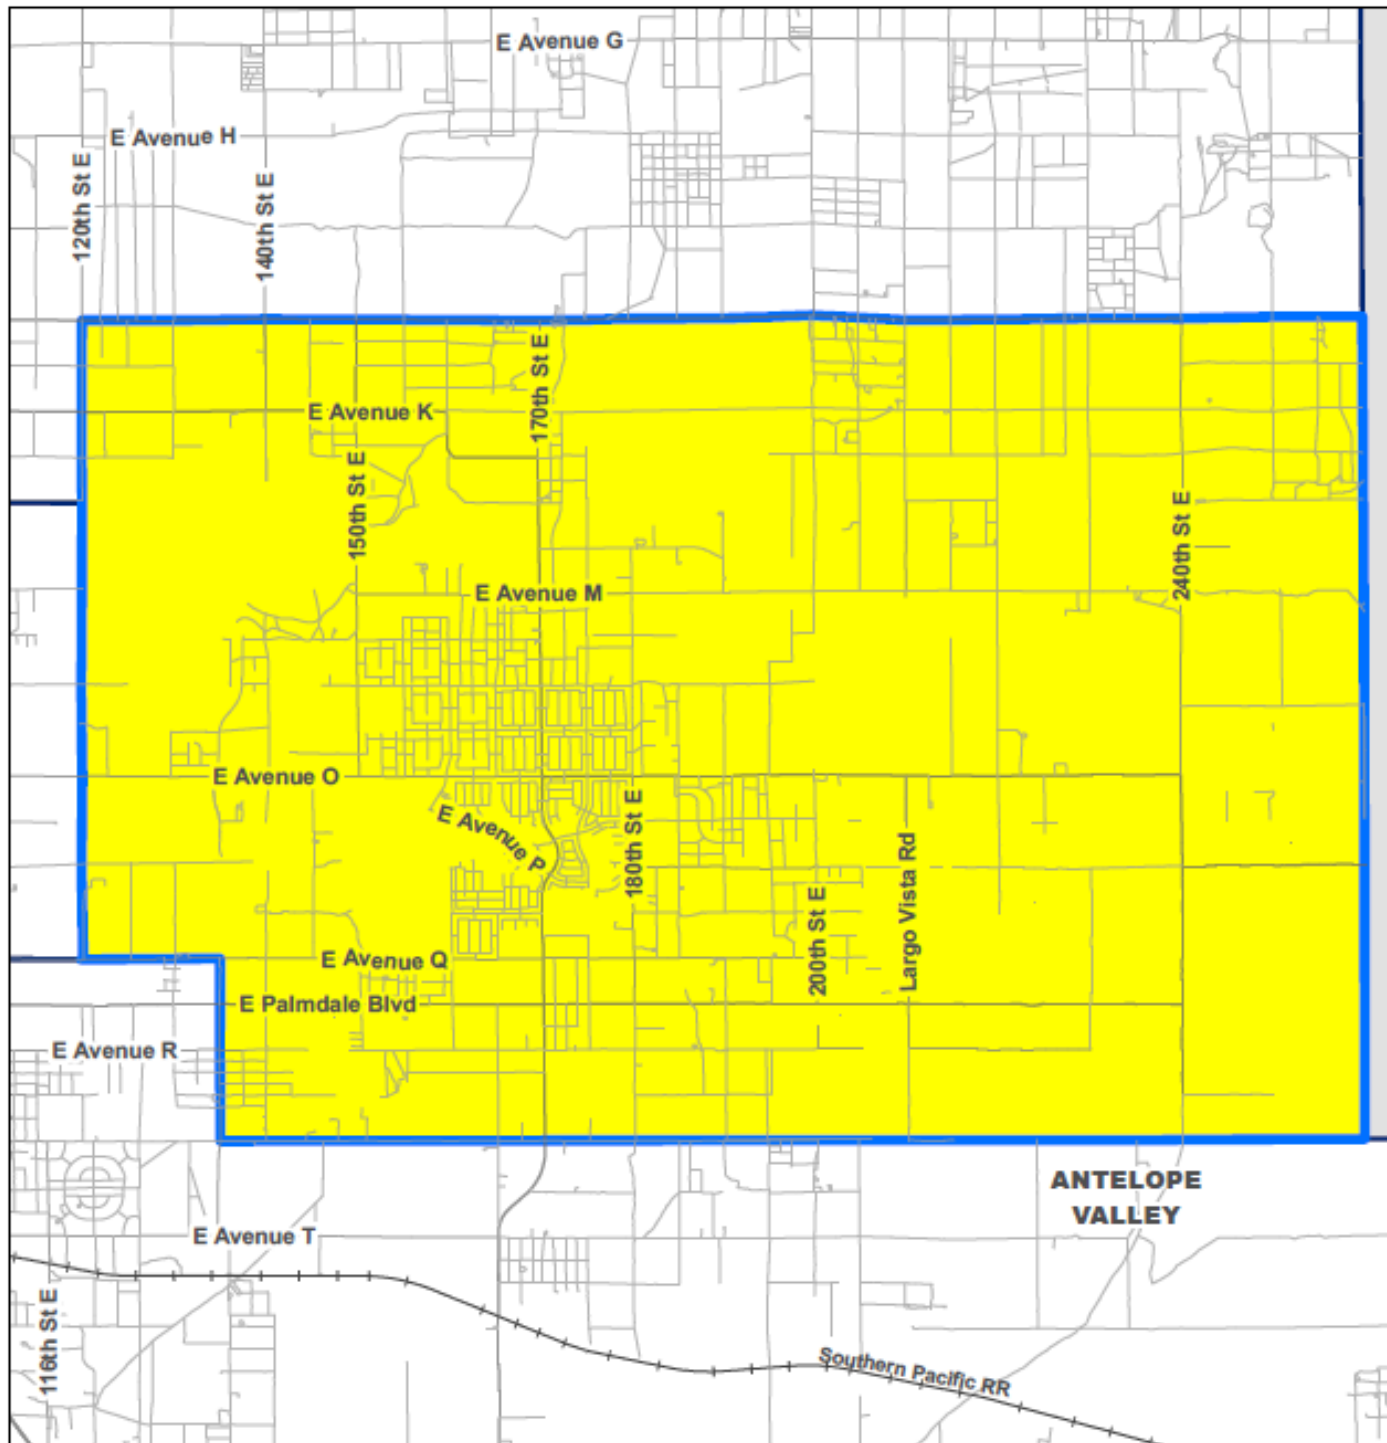 E Avenue G
E Avenue H
120th St E
140th St E
170th St E
E Avenue K
150th St E
240th St E
E Avenue M
E Avenue O
E Avenue P
180th St E
Largo Vista Rd
200th St E
E Avenue Q
E Palmdale Blvd
E Avenue R
ANTELOPE
VALLEY
E Avenue T
116th St E
Southern Pacific RR